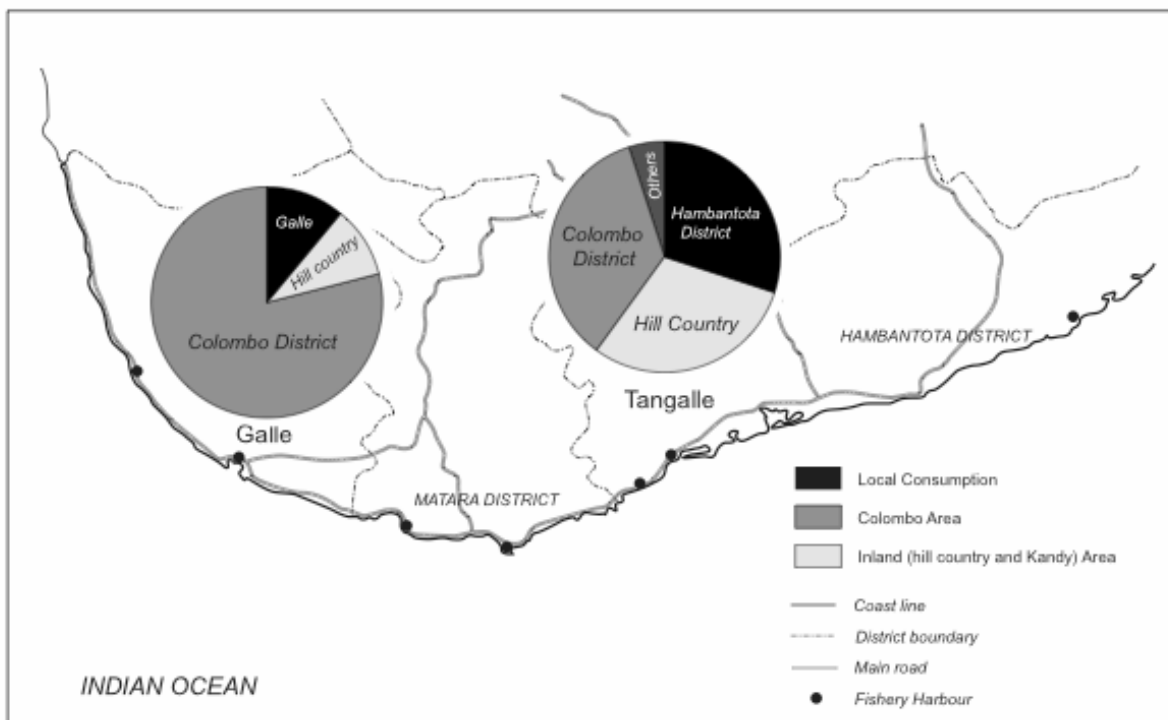 Galle
Hill country
Colombo District
Galle
Others
Hambantota
District
Colombo
District
Hill Country
Tangalle
HAMBANTOTA DISTRICT
MATARA DISTRICT
Local Consumption
Colombo Area
Inland (hill country and Kandy) Area
Coast line
District boundary
Main road
Fishery Harbour
INDIAN OCEAN